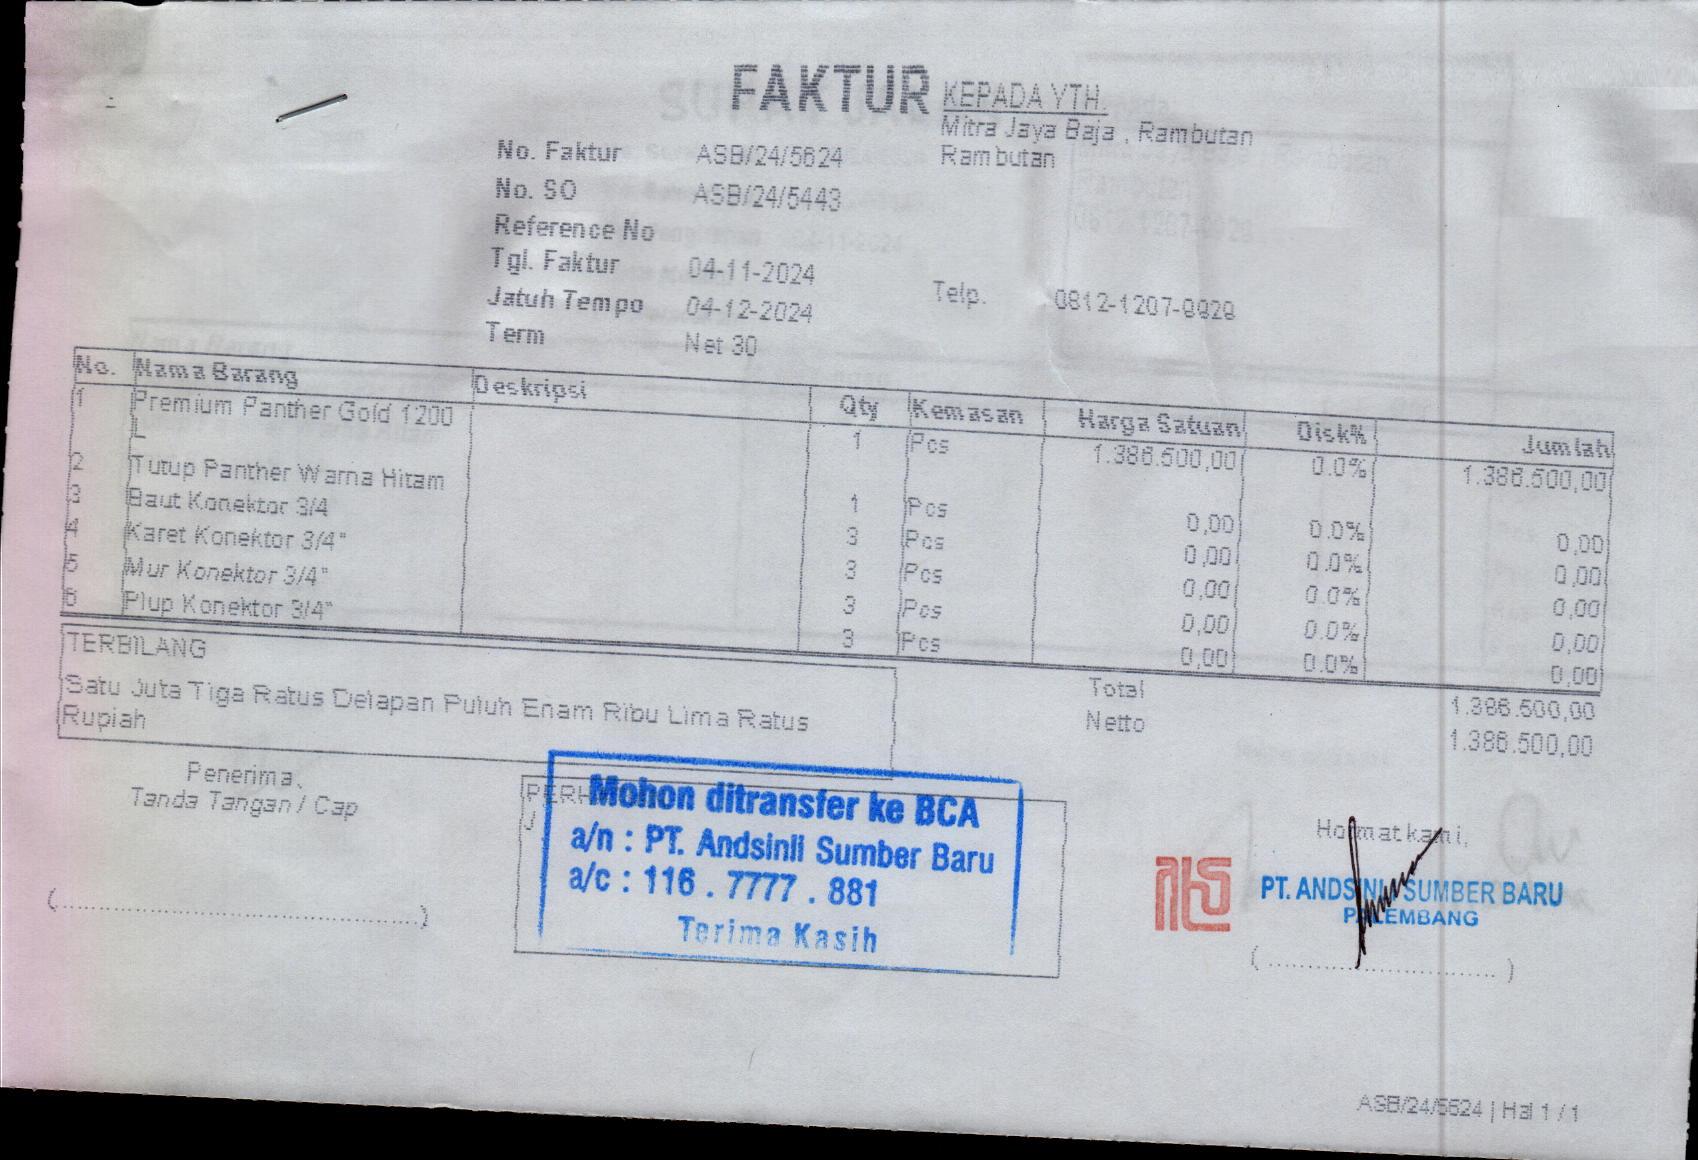 FAKTUR
KEPADA YTH.
Mitra Jaya Baja , Rambutan
Rambutan
No. Faktur ASB/24/5624
No. SO ASB/24/5443
Reference No
Tgl. Faktur 04-11-2024
Jatuh Tempo 04-12-2024
Term Net 30
Telp.
No. Nama Barang Deskripsi Qty Kemasan Harga Satuan Disk% Jumlah
1 Premium Panther Gold 1200 1 Pcs 1.386.500,00 0.0% 1.386.500,00
L
2 Tutup Panther Warna Hitam 1 Pcs 0,00 0.0% 0,00
3 Baut Konektor 3/4 3 Pcs 0,00 0.0% 0,00
4 Karet Konektor 3/4" 3 Pcs 0,00 0.0% 0,00
5 Mur Konektor 3/4" 3 Pcs 0,00 0.0% 0,00
6 Plup Konektor 3/4" 3 Pcs 0,00 0.0% 0,00
TERBILANG
Satu Juta Tiga Ratus Delapan Puluh Enam Ribu Lima Ratus
Rupiah
Total 1.386.500,00
Netto 1.386.500,00
Penerima,
Tanda Tangan / Cap
(........................................)
Mohon ditransfer ke BCA
a/n : PT. Andsinii Sumber Baru
a/c : 116 . 7777 . 881
Terima Kasih
Hormat kami,
PT. ANDSINII SUMBER BARU
PALEMBANG
( ............................ )
ASB/24/5624 | Hal 1 / 1